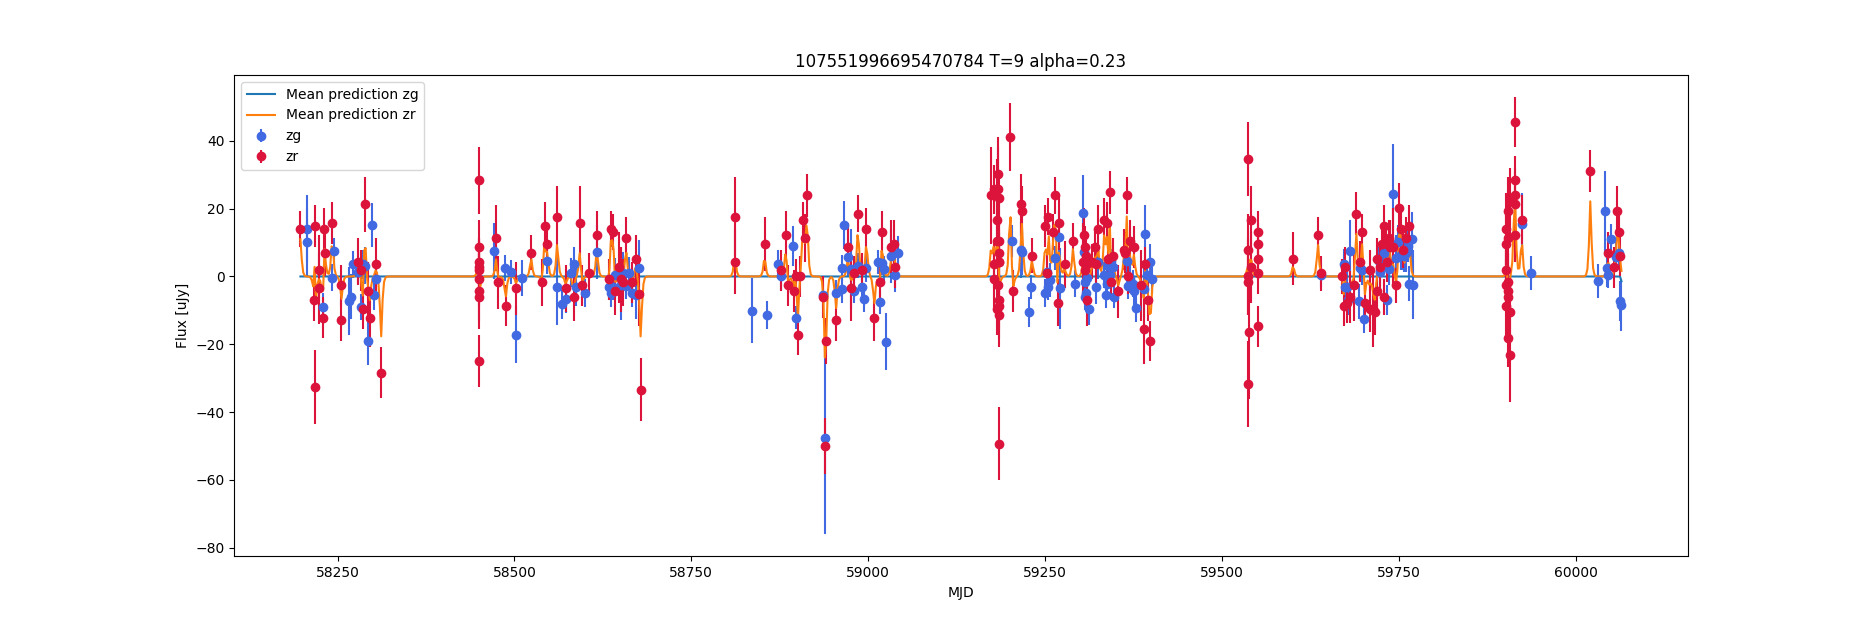 107551996695470784 T=9 alpha=0.23
Mean prediction zg
Mean prediction zr
zg
zr
Flux [uJy]
40
20
0
−20
−40
−60
−80
58250 58500 58750 59000 59250 59500 59750 60000
MJD